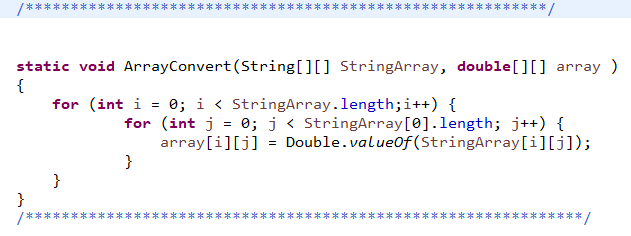 /**********************************************************/
static void ArrayConvert(String[][] StringArray, double[][] array )
{
for (int i = 0; i < StringArray.length;i++) {
for (int j = 0; j < StringArray[0].length; j++) {
array[i][j] = Double.valueOf(StringArray[i][j]);
}
}
}
/**************************************************************/